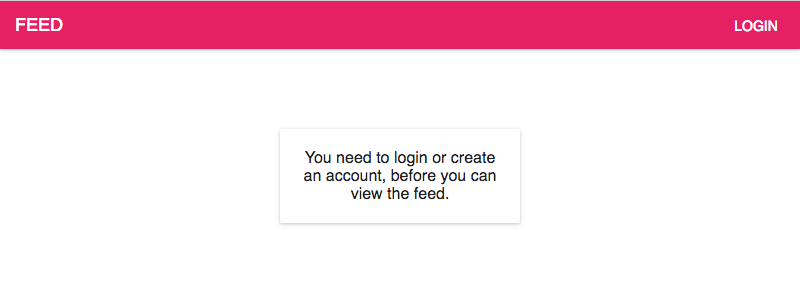 FEED
LOGIN
You need to login or create
an account, before you can
view the feed.